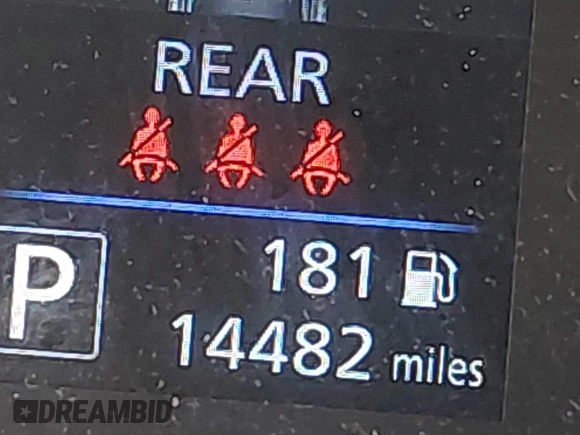 REAR
P
181
14482 miles
DREAMBID